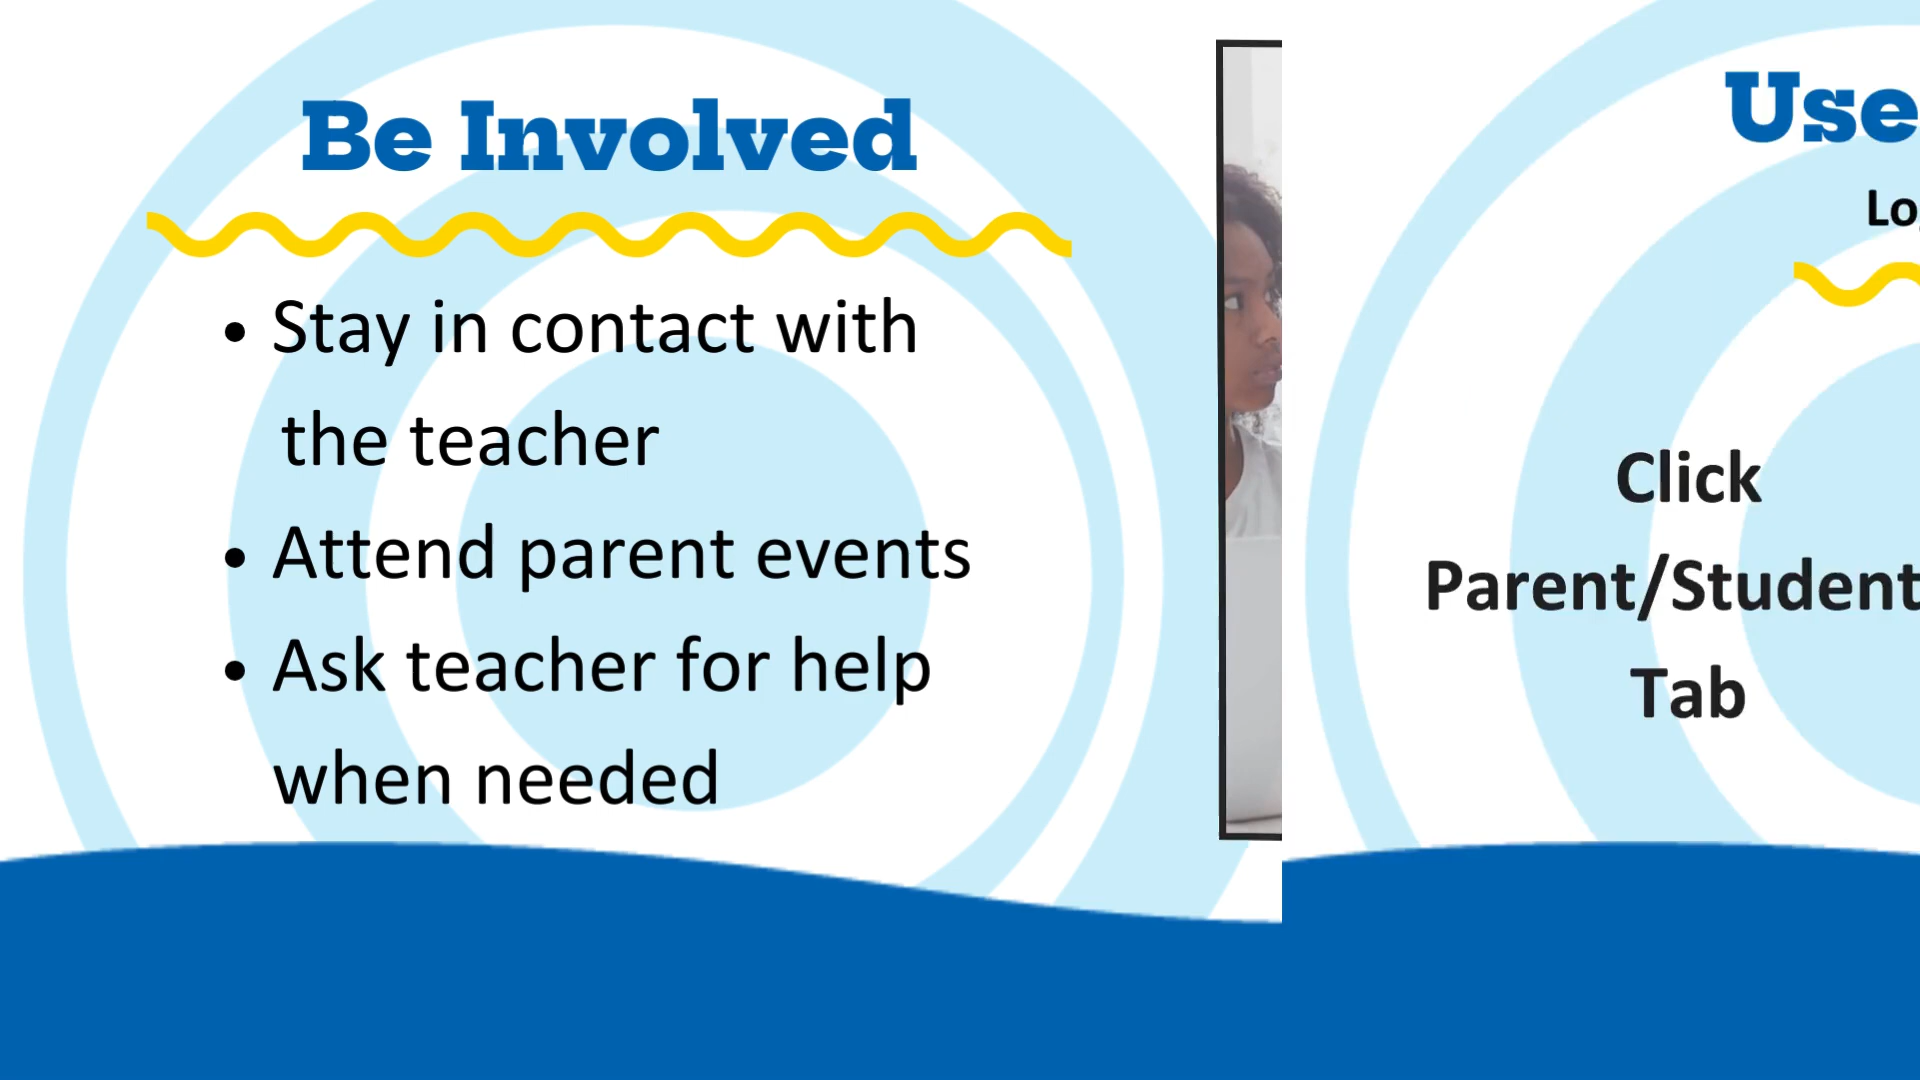 Be Involved
• Stay in contact with
the teacher
• Attend parent events
• Ask teacher for help
when needed
Use
Click
Parent/Student
Tab